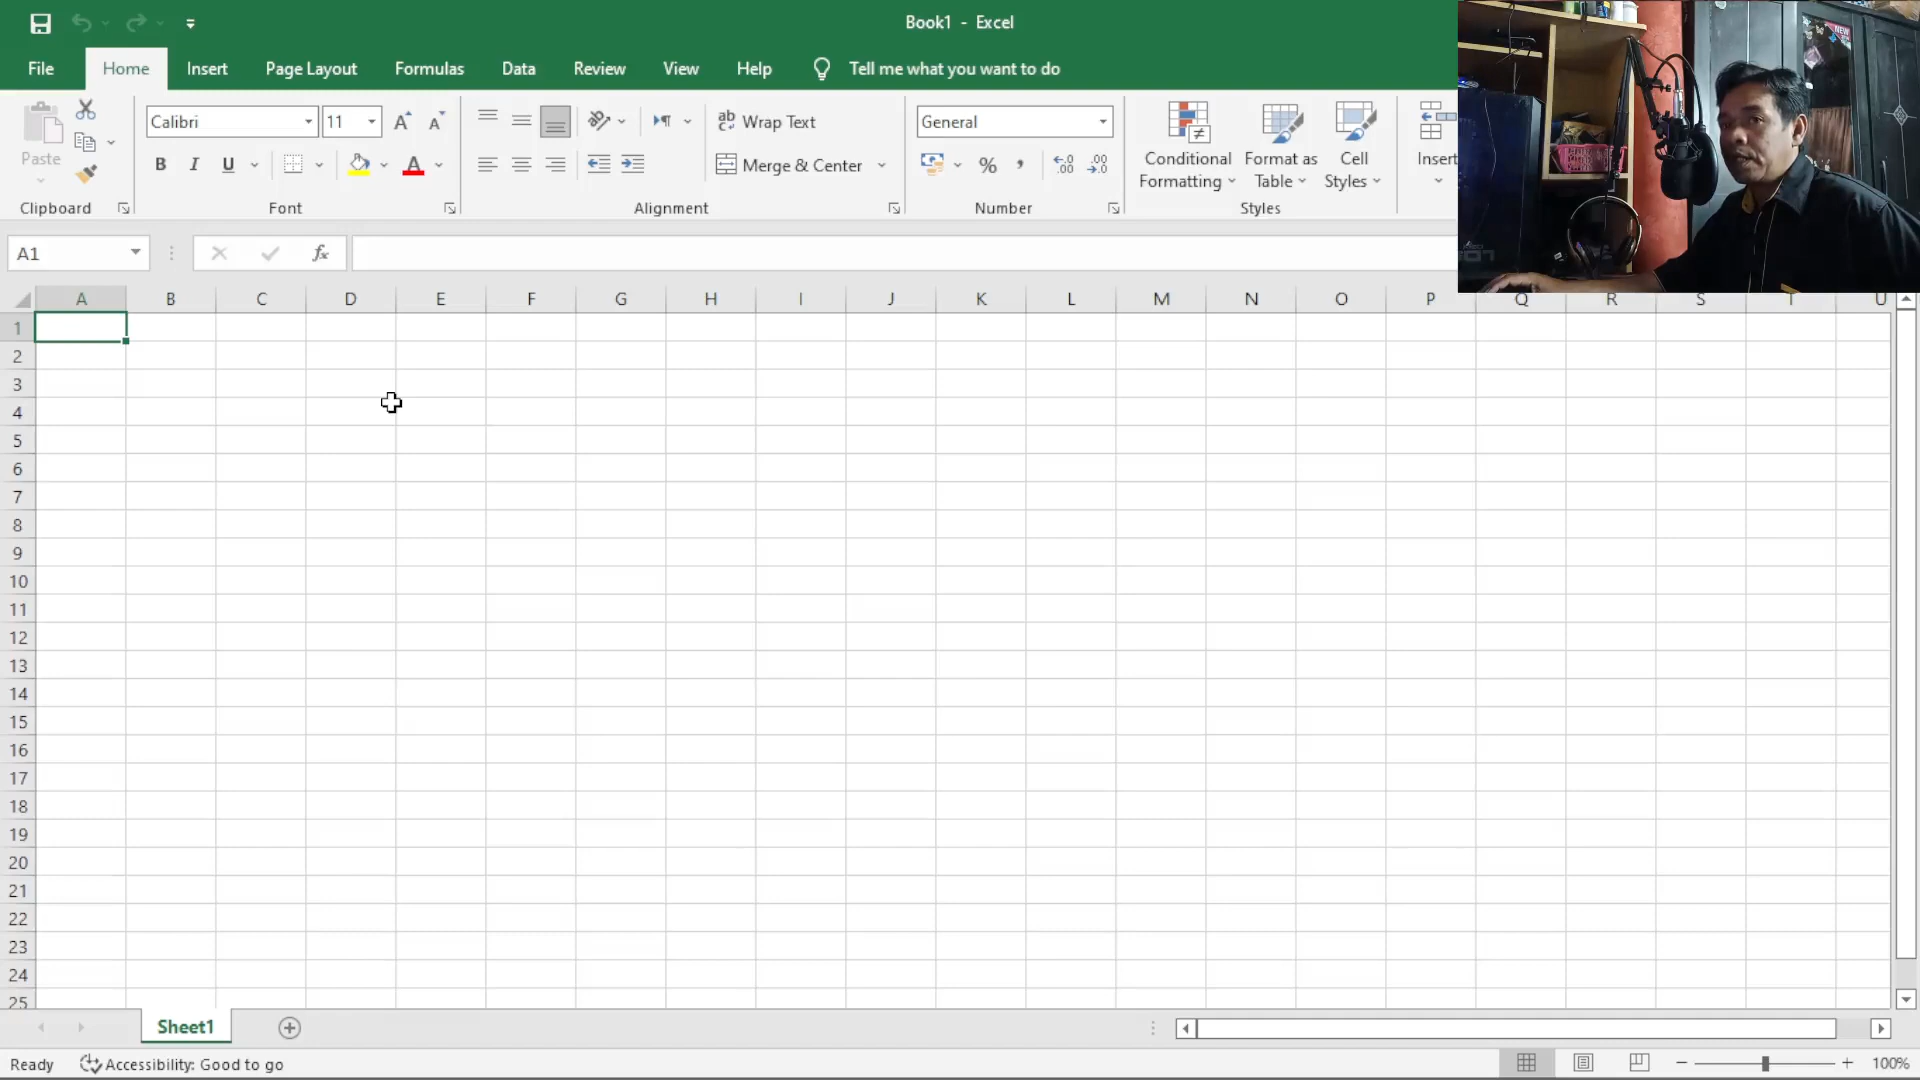 Book1 - Excel
File Home Insert Page Layout Formulas Data Review View Help Tell me what you want to do
Calibri 11 Wrap Text General
Paste B I U Merge & Center % Conditional Formatting Format as Table Cell Styles Insert
Clipboard Font Alignment Number Styles
A1 fx
A B C D E F G H I J K L M N O P Q R S T U
1
2
3
4
5
6
7
8
9
10
11
12
13
14
15
16
17
18
19
20
21
22
23
24
25
Sheet1
Ready Accessibility: Good to go 100%